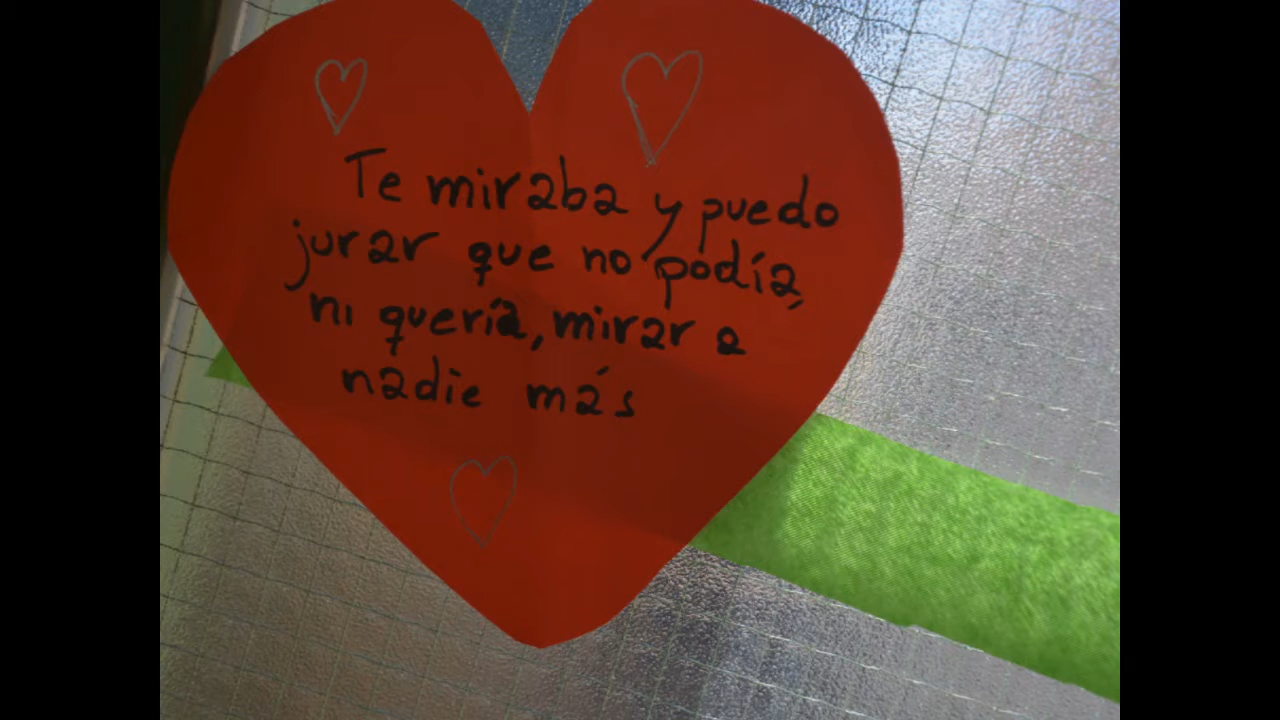 Te miraba y puedo
jurar que no podía,
ni quería, mirar a
nadie más